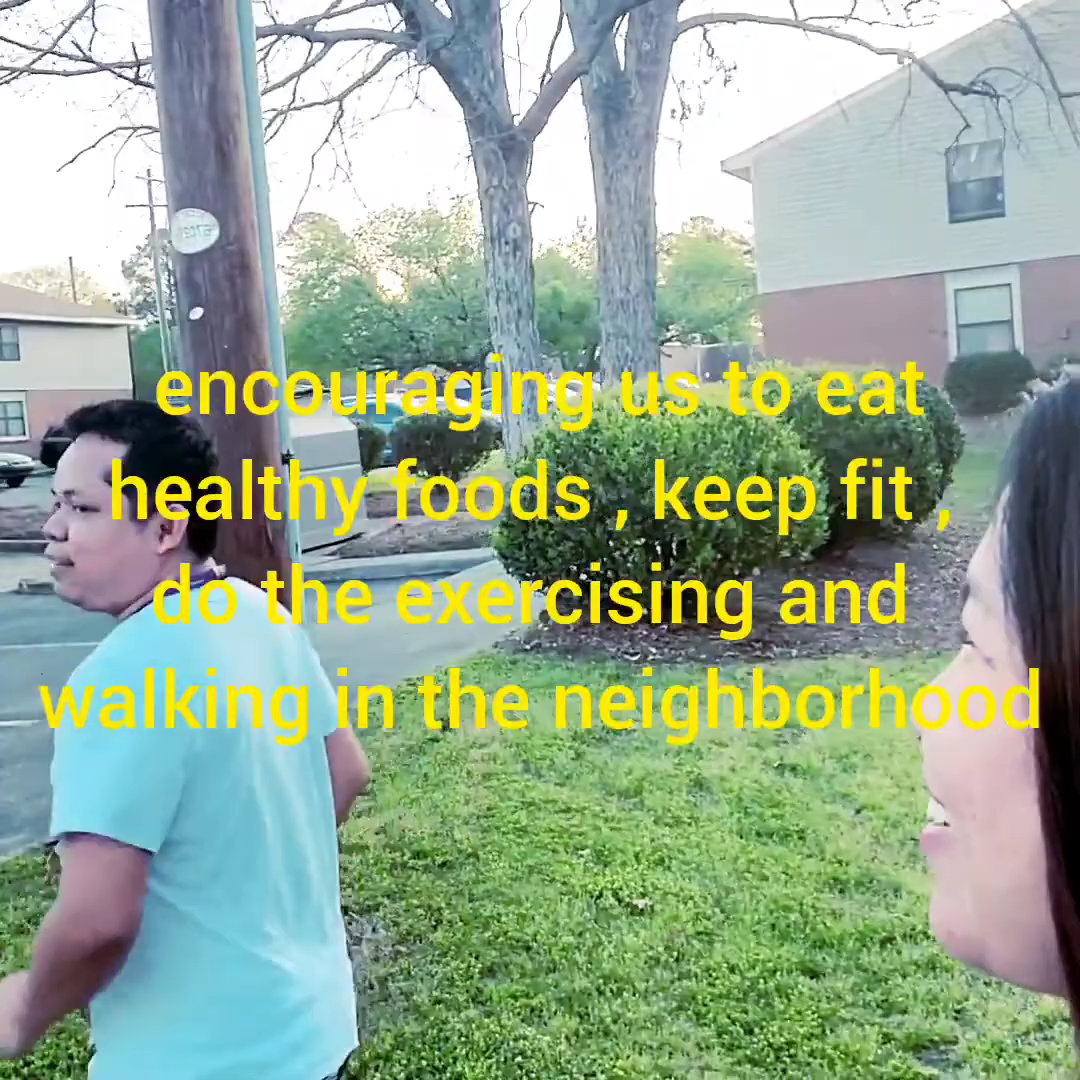 encouraging us to eat
healthy foods , keep fit ,
do the exercising and
walking in the neighborhood